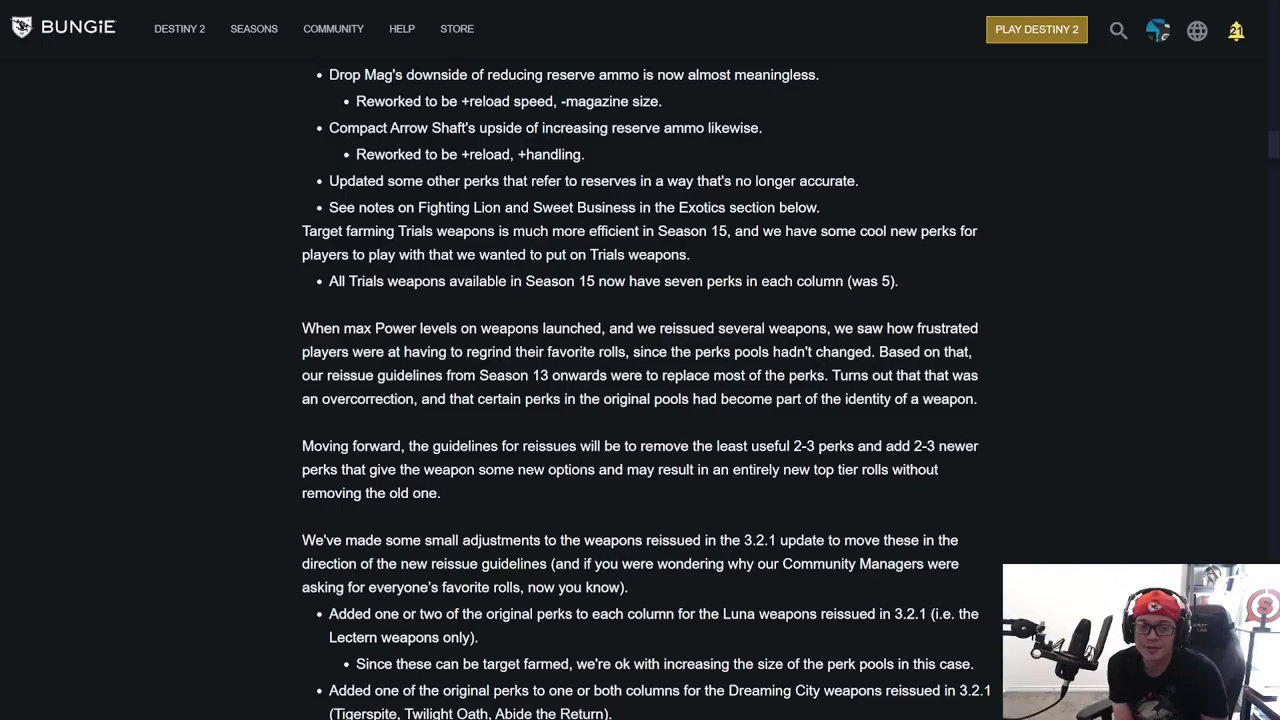 BUNGiE
DESTINY 2
SEASONS
COMMUNITY
HELP
STORE
PLAY DESTINY 2
21
• Drop Mag's downside of reducing reserve ammo is now almost meaningless.
• Reworked to be +reload speed, -magazine size.
• Compact Arrow Shaft's upside of increasing reserve ammo likewise.
• Reworked to be +reload, +handling.
• Updated some other perks that refer to reserves in a way that's no longer accurate.
• See notes on Fighting Lion and Sweet Business in the Exotics section below.
Target farming Trials weapons is much more efficient in Season 15, and we have some cool new perks for
players to play with that we wanted to put on Trials weapons.
• All Trials weapons available in Season 15 now have seven perks in each column (was 5).
When max Power levels on weapons launched, and we reissued several weapons, we saw how frustrated
players were at having to regrind their favorite rolls, since the perks pools hadn't changed. Based on that,
our reissue guidelines from Season 13 onwards were to replace most of the perks. Turns out that that was
an overcorrection, and that certain perks in the original pools had become part of the identity of a weapon.
Moving forward, the guidelines for reissues will be to remove the least useful 2-3 perks and add 2-3 newer
perks that give the weapon some new options and may result in an entirely new top tier rolls without
removing the old one.
We've made some small adjustments to the weapons reissued in the 3.2.1 update to move these in the
direction of the new reissue guidelines (and if you were wondering why our Community Managers were
asking for everyone's favorite rolls, now you know).
• Added one or two of the original perks to each column for the Luna weapons reissued in 3.2.1 (i.e. the
Lectern weapons only).
• Since these can be target farmed, we're ok with increasing the size of the perk pools in this case.
• Added one of the original perks to one or both columns for the Dreaming City weapons reissued in 3.2.1
(Tigerspite, Twilight Oath, Abide the Return).